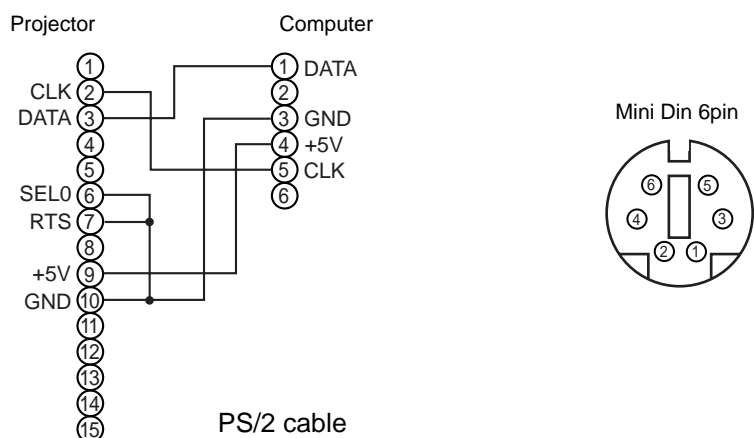 Projector
Computer
1
CLK 2
DATA 3
4
5
SEL0 6
RTS 7
8
+5V 9
GND 10
11
12
13
14
15
1 DATA
2
3 GND
4 +5V
5 CLK
6
PS/2 cable
Mini Din 6pin
6 5
4 3
2 1